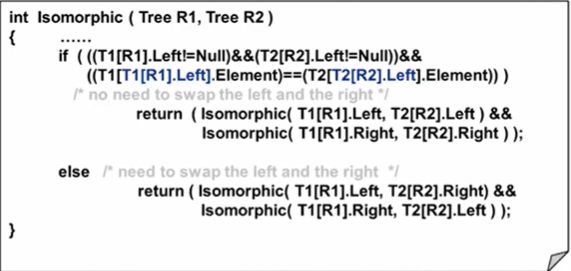 int Isomorphic ( Tree R1, Tree R2 )
{ ……
if ( ((T1[R1].Left!=Null)&&(T2[R2].Left!=Null))&&
((T1[T1[R1].Left].Element)==(T2[T2[R2].Left].Element)) )
/* no need to swap the left and the right */
return ( Isomorphic( T1[R1].Left, T2[R2].Left ) &&
Isomorphic( T1[R1].Right, T2[R2].Right ) );
else /* need to swap the left and the right */
return ( Isomorphic( T1[R1].Left, T2[R2].Right) &&
Isomorphic( T1[R1].Right, T2[R2].Left ) );
}